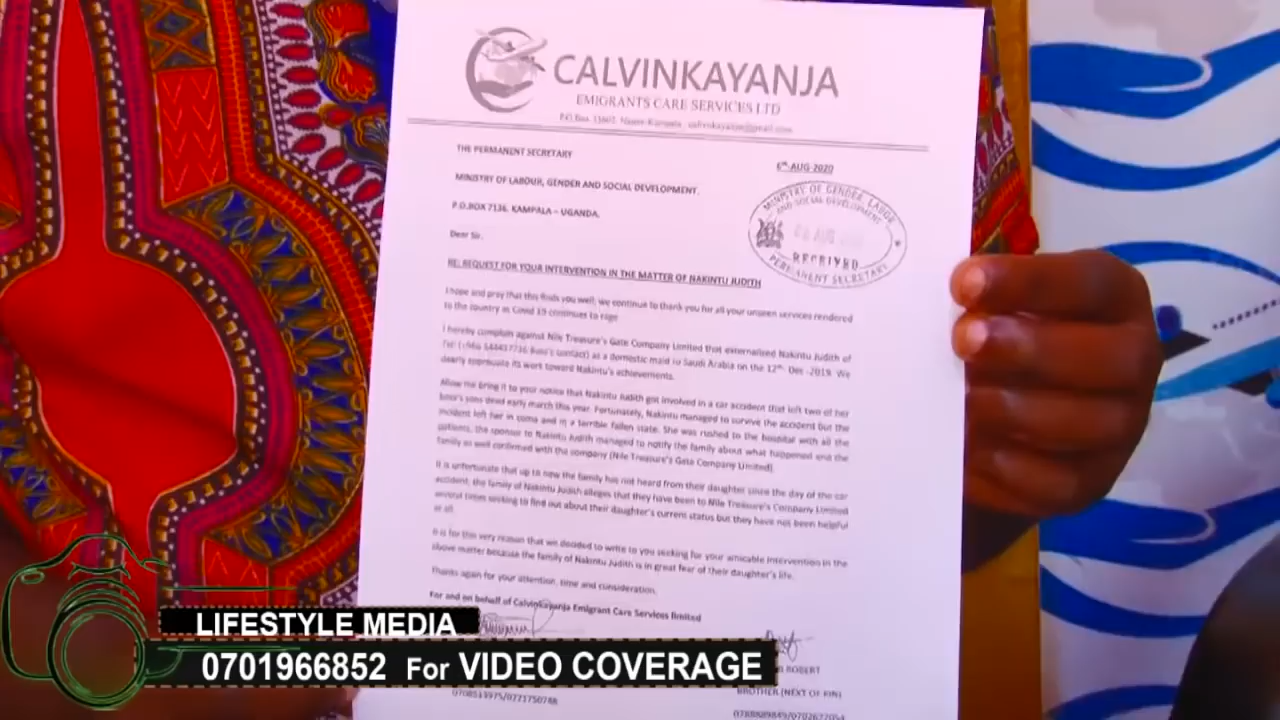 CALVINKAYANJA
EMIGRANTS CARE SERVICES LTD
THE PERMANENT SECRETARY
6th AUG-2020
MINISTRY OF LABOUR, GENDER AND SOCIAL DEVELOPMENT.
P.O.BOX 7136, KAMPALA – UGANDA.
MINISTRY OF GENDER, LABOR
AND SOCIAL DEVELOPMENT
RECEIVED
PERMANENT SECRETARY
Dear Sir,
RE: REQUEST FOR YOUR INTERVENTION IN THE MATTER OF NAKINTU JUDITH
I hope and pray that this finds you well; we continue to thank you for all your unseen services rendered
to the country as Covid 19 continues to rage
I hereby complain against Nile Treasure's Gate Company Limited that externalized Nakintu Judith of
as a domestic maid to Saudi Arabia on the 12th- Dec -2019. We
dearly appreciate its work toward Nakintu's achievements.
Allow me bring it to your notice that Nakintu Judith got involved in a car accident that left two of her
boss's sons dead early march this year. Fortunately, Nakintu managed to survive the accident but the
incident left her in coma and in a terrible fallen state. She was rushed to the hospital with all the
patients, the sponsor to Nakintu Judith managed to notify the family about what happened and the
family as well confirmed with the company (Nile Treasure's Gate Company Limited).
It is unfortunate that up to now the family has not heard from their daughter since the day of the car
accident, the family of Nakintu Judith alleges that they have been to Nile Treasure's Company Limited
several times seeking to find out about their daughter's current status but they have not been helpful
at all.
It is for this very reason that we decided to write to you seeking for your amicable intervention in the
above matter because the family of Nakintu Judith is in great fear of their daughter's life.
Thanks again for your attention, time and consideration.
For and on behalf of Calvinkayanja Emigrant Care Services limited
ROBERT
BROTHER (NEXT OF KIN)
LIFESTYLE MEDIA
0701966852 For VIDEO COVERAGE